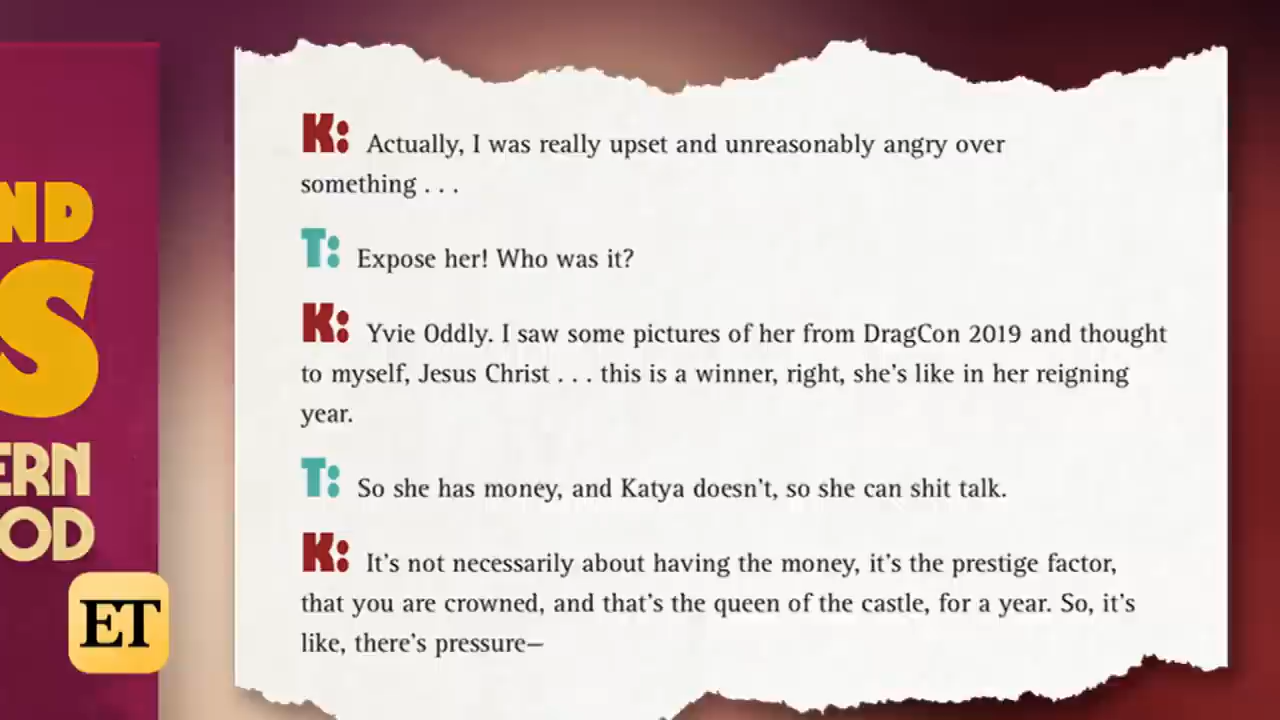 ND
S
ERN
OD
ET
K: Actually, I was really upset and unreasonably angry over
something . . .
T: Expose her! Who was it?
K: Yvie Oddly. I saw some pictures of her from DragCon 2019 and thought
to myself, Jesus Christ . . . this is a winner, right, she's like in her reigning
year.
T: So she has money, and Katya doesn't, so she can shit talk.
K: It's not necessarily about having the money, it's the prestige factor,
that you are crowned, and that's the queen of the castle, for a year. So, it's
like, there's pressure—